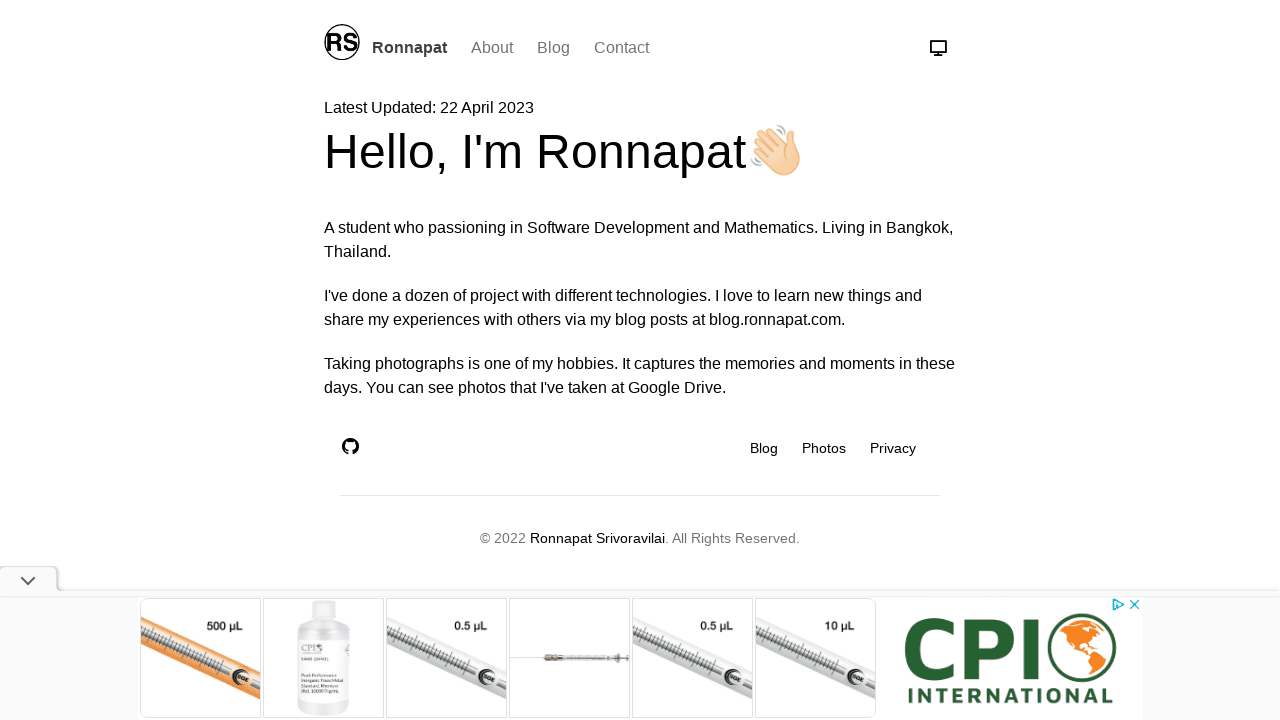 RS Ronnapat About Blog Contact
Latest Updated: 22 April 2023
Hello, I'm Ronnapat👋🏻
A student who passioning in Software Development and Mathematics. Living in Bangkok,
Thailand.
I've done a dozen of project with different technologies. I love to learn new things and
share my experiences with others via my blog posts at blog.ronnapat.com.
Taking photographs is one of my hobbies. It captures the memories and moments in these
days. You can see photos that I've taken at Google Drive.
Blog Photos Privacy
© 2022 Ronnapat Srivoravilai. All Rights Reserved.
500 µL
CPI
0.5 µL
0.5 µL
10 µL
SGE
SGE
SGE
SGE
CPI
INTERNATIONAL